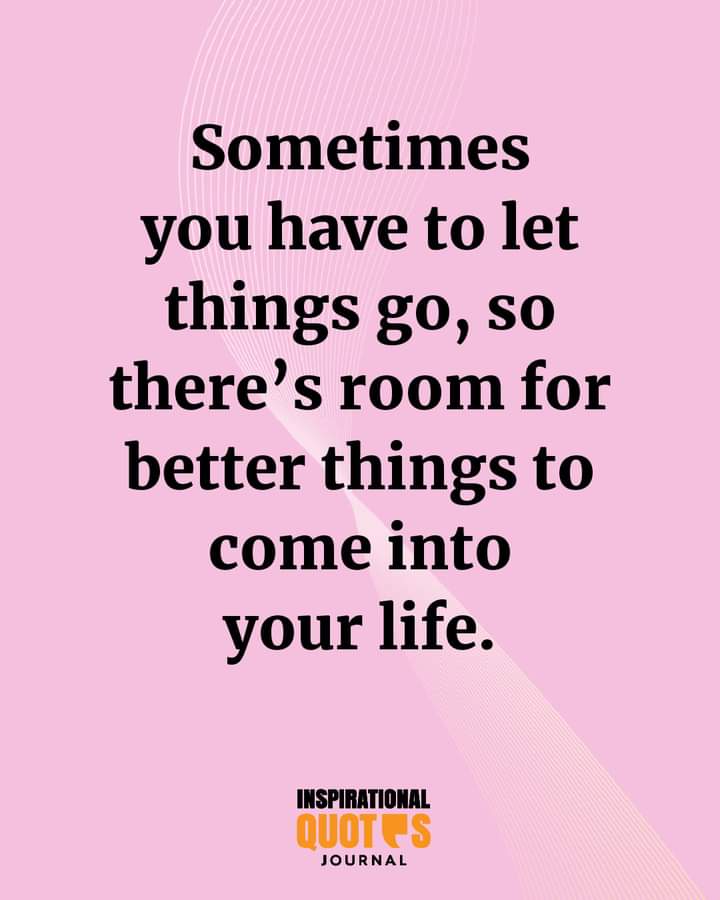 Sometimes
you have to let
things go, so
there’s room for
better things to
come into
your life.
INSPIRATIONAL
QUOTES
JOURNAL